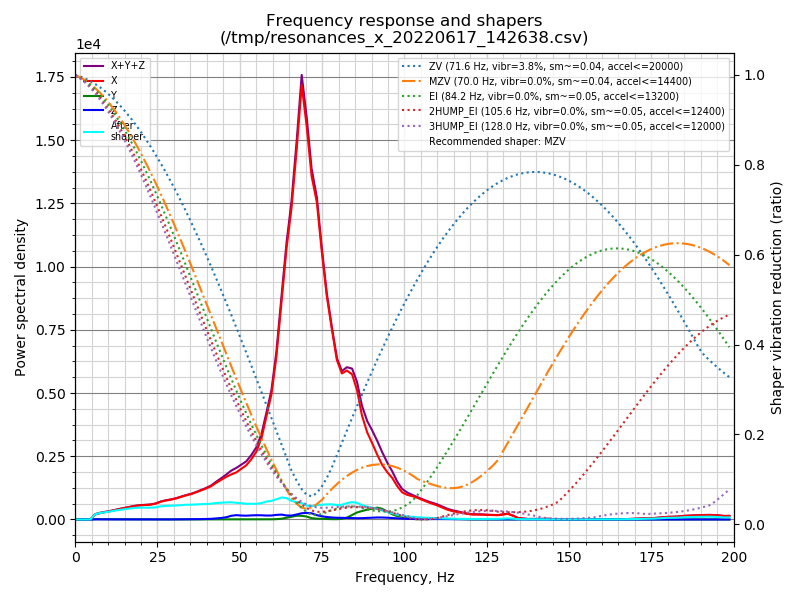 Frequency response and shapers
(/tmp/resonances_x_20220617_142638.csv)
1e4
X+Y+Z
X
Y
Z
After
shaper
ZV (71.6 Hz, vibr=3.8%, sm~=0.04, accel<=20000)
MZV (70.0 Hz, vibr=0.0%, sm~=0.04, accel<=14400)
EI (84.2 Hz, vibr=0.0%, sm~=0.05, accel<=13200)
2HUMP_EI (105.6 Hz, vibr=0.0%, sm~=0.05, accel<=12400)
3HUMP_EI (128.0 Hz, vibr=0.0%, sm~=0.05, accel<=12000)
Recommended shaper: MZV
1.75
1.50
1.25
1.00
0.75
0.50
0.25
0.00
Power spectral density
1.0
0.8
0.6
0.4
0.2
0.0
Shaper vibration reduction (ratio)
0 25 50 75 100 125 150 175 200
Frequency, Hz